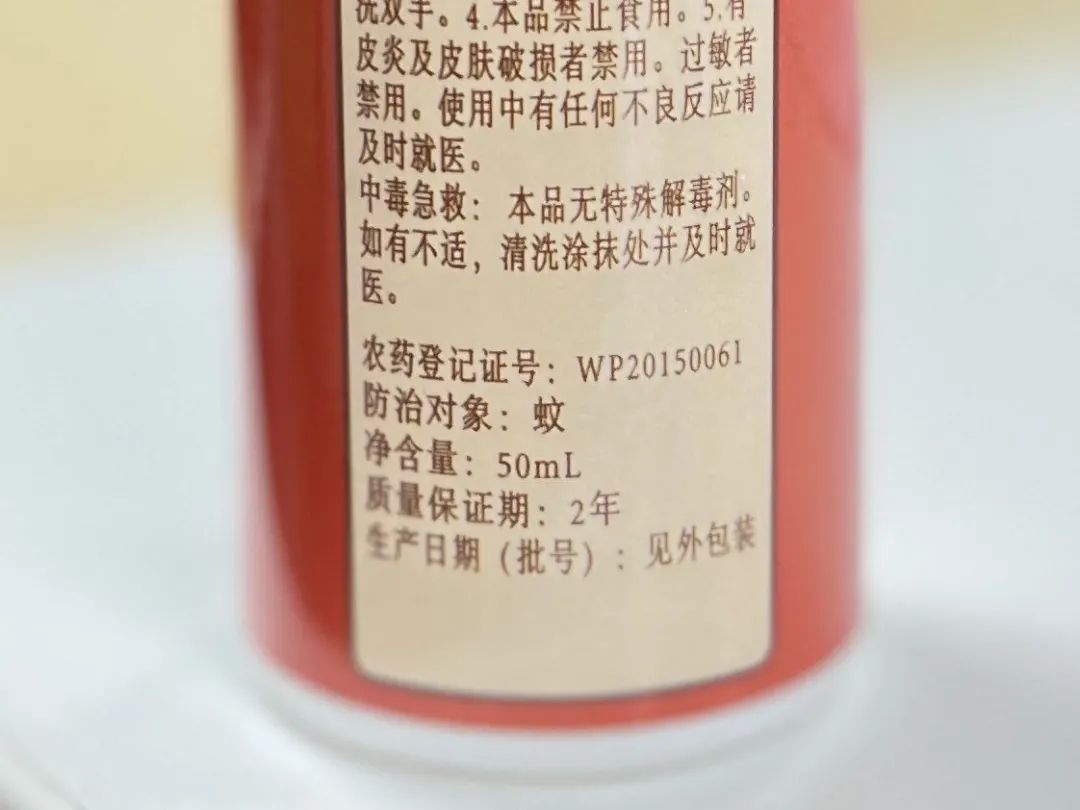 洗双手。4.本品禁止食用。5.有
皮炎及皮肤破损者禁用。过敏者
禁用。使用中有任何不良反应请
及时就医。
中毒急救：本品无特殊解毒剂。
如有不适，清洗涂抹处并及时就
医。
农药登记证号：WP20150061
防治对象：蚊
净含量：50mL
质量保证期：2年
生产日期（批号）：见外包装